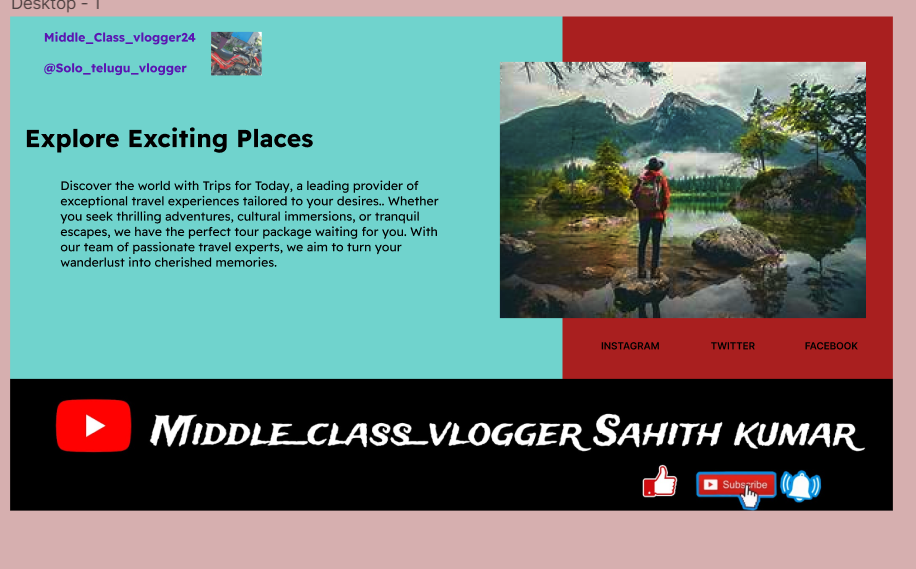 Desktop - 1
Middle_Class_vlogger24
@Solo_telugu_vlogger
Explore Exciting Places
Discover the world with Trips for Today, a leading provider of
exceptional travel experiences tailored to your desires.. Whether
you seek thrilling adventures, cultural immersions, or tranquil
escapes, we have the perfect tour package waiting for you. With
our team of passionate travel experts, we aim to turn your
wanderlust into cherished memories.
INSTAGRAM TWITTER FACEBOOK
Middle_class_vlogger Sahith kumar
Subscribe